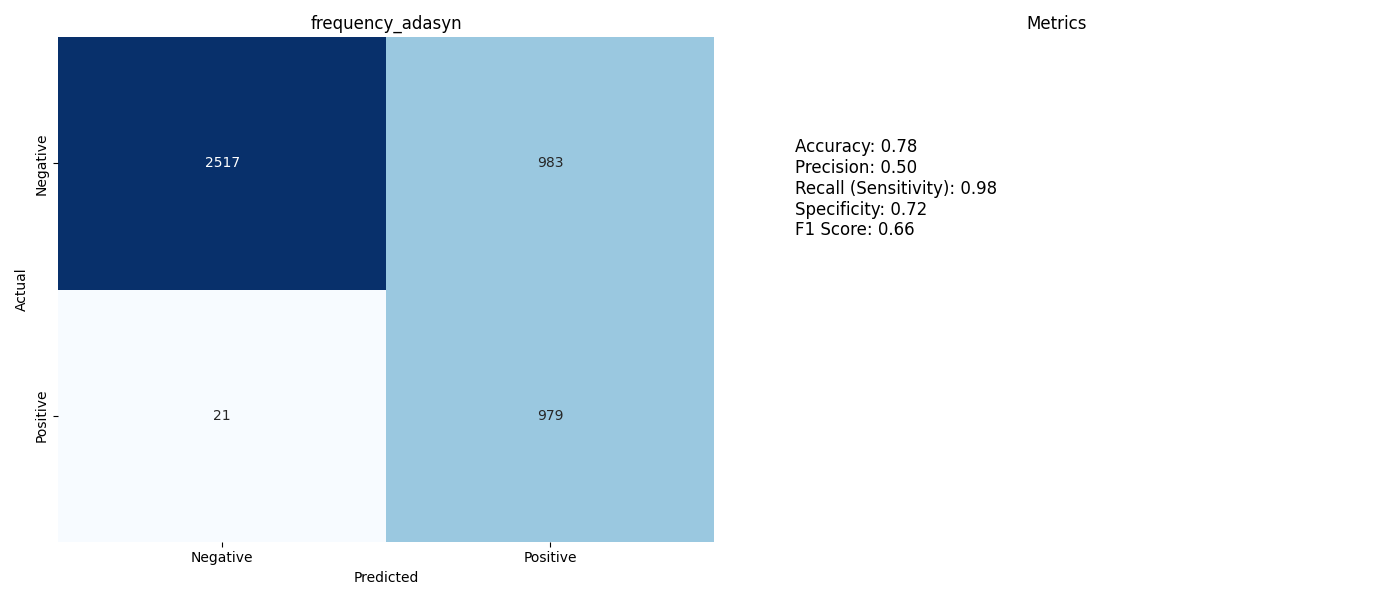 frequency_adasyn
Negative
2517
983
Actual
Positive
21
979
Negative
Positive
Predicted
Metrics
Accuracy: 0.78
Precision: 0.50
Recall (Sensitivity): 0.98
Specificity: 0.72
F1 Score: 0.66